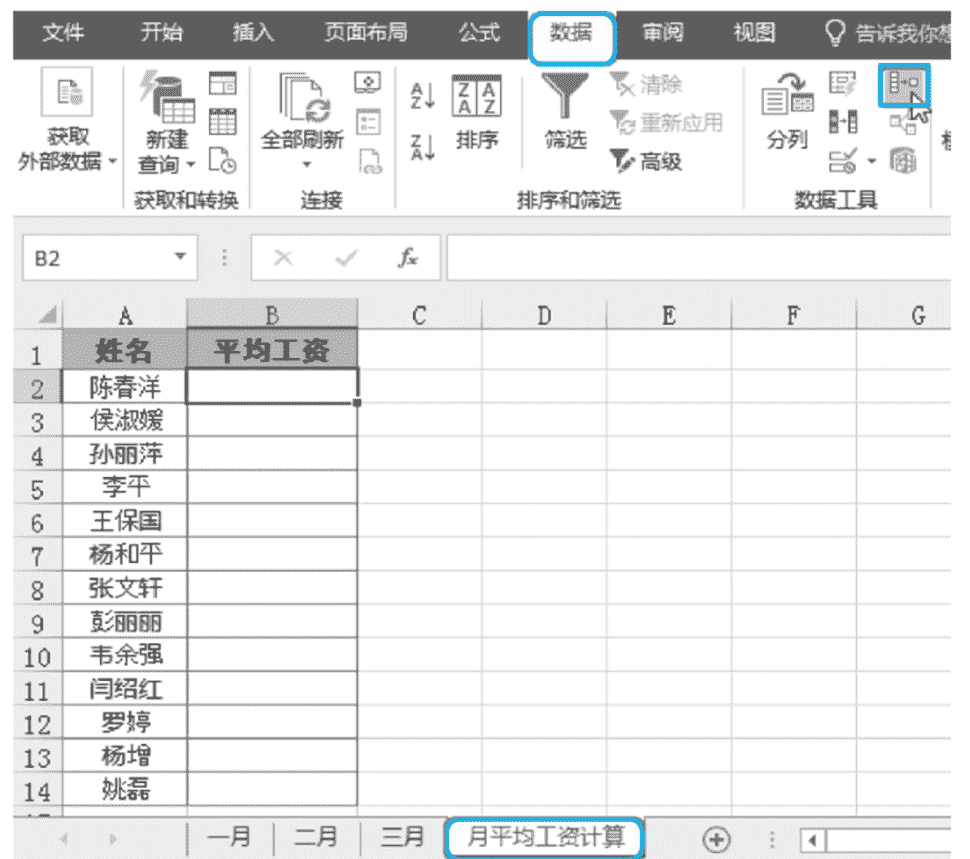 文件 开始 插入 页面布局 公式 数据 审阅 视图 告诉我你想
获取 外部数据
新建 查询
全部刷新
排序
筛选
清除
重新应用
高级
分列
获取和转换 连接 排序和筛选 数据工具
B2 fx
A B C D E F G
1 姓名 平均工资
2 陈春洋
3 侯淑媛
4 孙丽萍
5 李平
6 王保国
7 杨和平
8 张文轩
9 彭丽丽
10 韦余强
11 闫绍红
12 罗婷
13 杨增
14 姚磊
一月 二月 三月 月平均工资计算